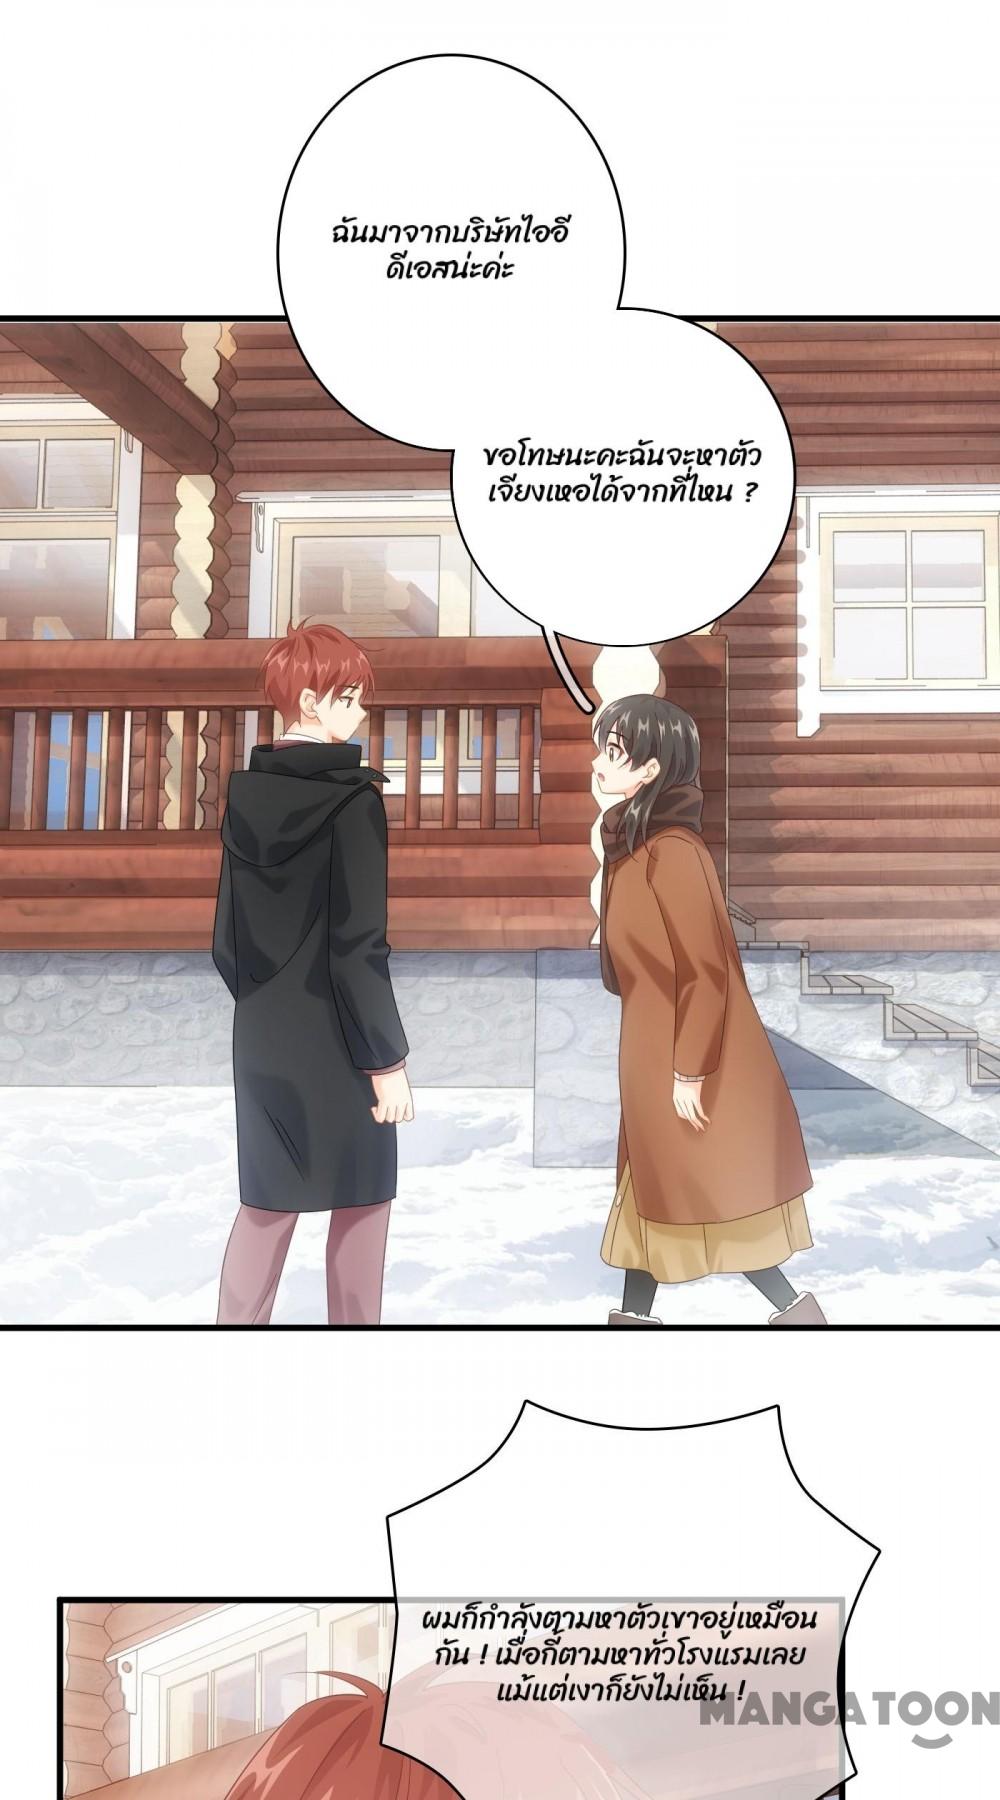 ฉันมาจากบริษัทไออี
ดีเอสน่ะค่ะ
ขอโทษนะคะฉันจะหาตัว
เจียงเหอได้จากที่ไหน ?
ผมก็กำลังตามหาตัวเขาอยู่เหมือน
กัน ! เมื่อกี้ตามหาทั่วโรงแรมเลย
แม้แต่เงาก็ยังไม่เห็น !
MANGATOON